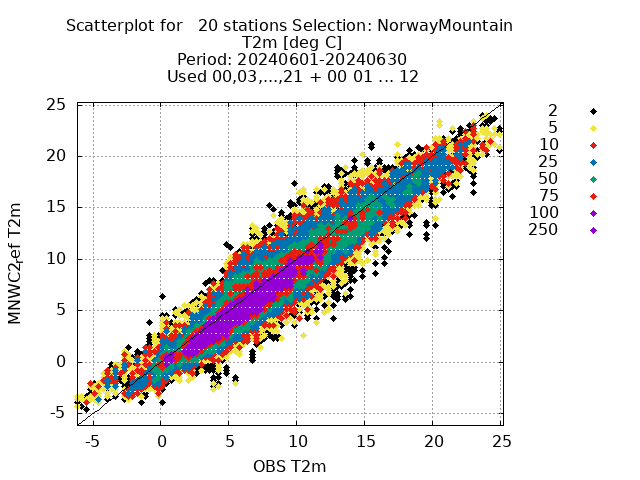 Scatterplot for   20 stations Selection: NorwayMountain
T2m [deg C]
Period: 20240601-20240630
Used 00,03,...,21 + 00 01 ... 12
25
20
15
10
5
0
-5
MNWC2,ef T2m
-5 0 5 10 15 20 25
OBS T2m
2
5
10
25
50
75
100
250